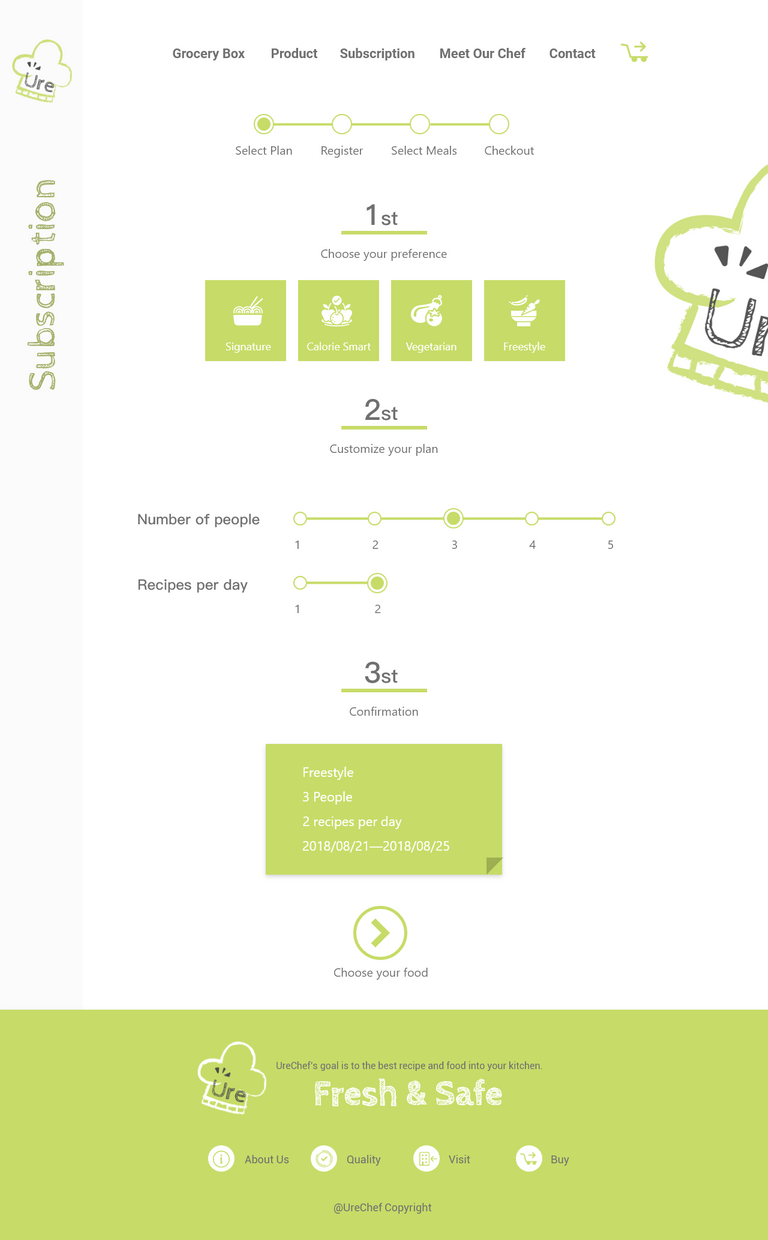 Ure
Grocery Box Product Subscription Meet Our Chef Contact
Subscription
Select Plan Register Select Meals Checkout
1st
Choose your preference
Signature Calorie Smart Vegetarian Freestyle
2st
Customize your plan
Number of people
1 2 3 4 5
Recipes per day
1 2
3st
Confirmation
Freestyle
3 People
2 recipes per day
2018/08/21—2018/08/25
Choose your food
Ure
UreChef's goal is to the best recipe and food into your kitchen.
Fresh & Safe
About Us Quality Visit Buy
@UreChef Copyright